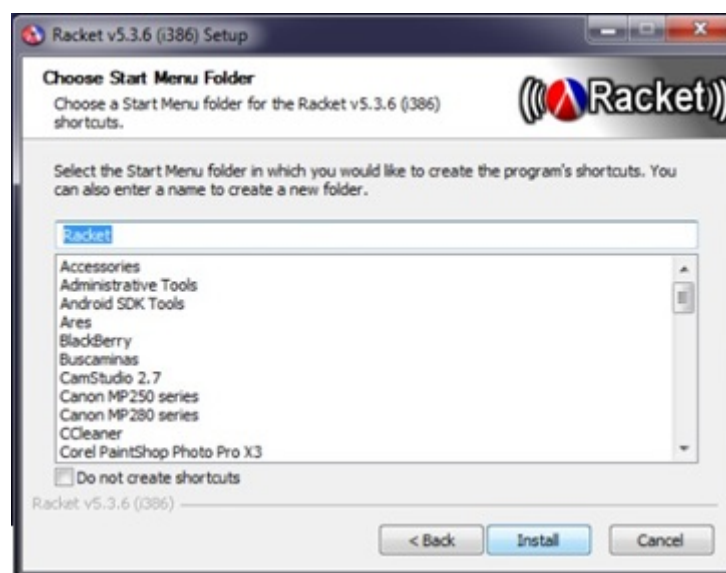 Racket v5.3.6 (i386) Setup
Choose Start Menu Folder
Choose a Start Menu folder for the Racket v5.3.6 (i386)
shortcuts.
Racket
Select the Start Menu folder in which you would like to create the program's shortcuts. You
can also enter a name to create a new folder.
Racket
Accessories
Administrative Tools
Android SDK Tools
Ares
BlackBerry
Buscaminas
CamStudio 2.7
Canon MP250 series
Canon MP280 series
CCleaner
Corel PaintShop Photo Pro X3
Do not create shortcuts
Racket v5.3.6 (i386)
< Back Install Cancel